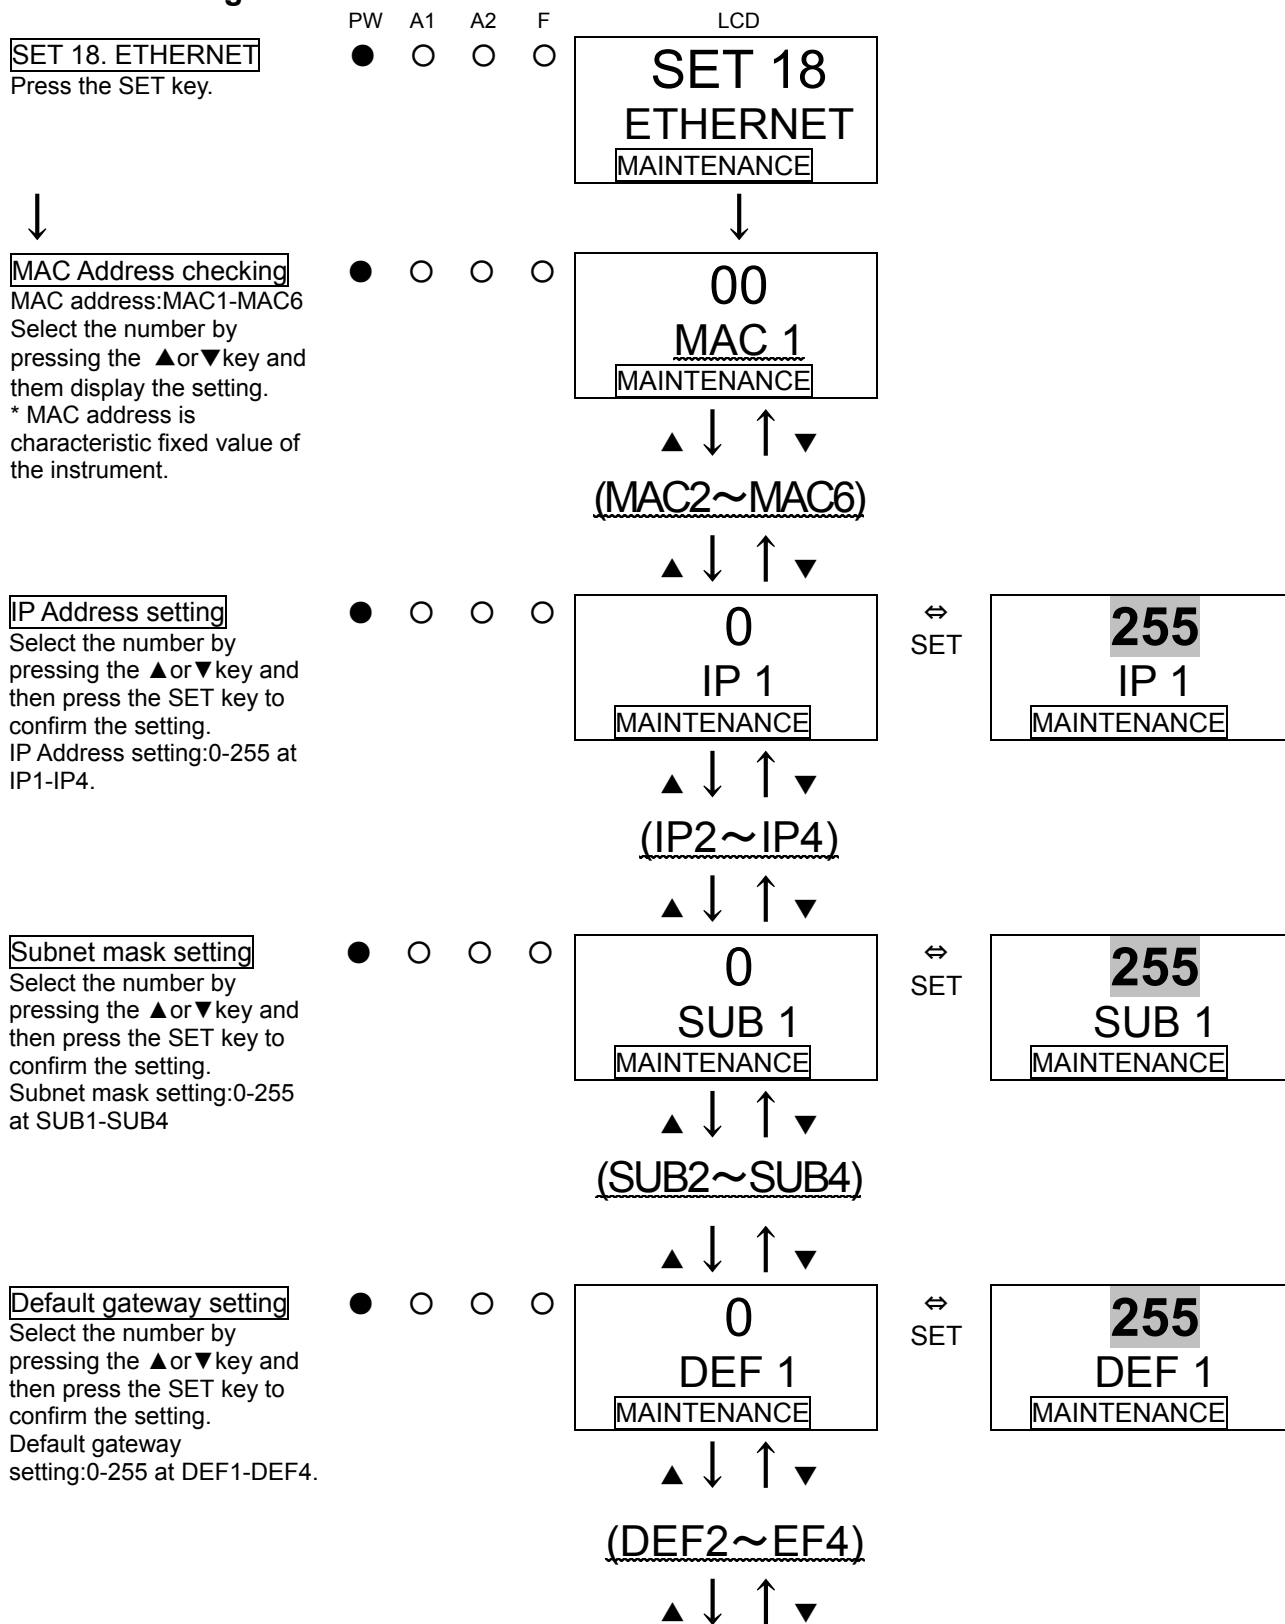 PW A1 A2 F LCD
SET 18. ETHERNET
Press the SET key.
SET 18
ETHERNET
MAINTENANCE
↓ ↓
MAC Address checking
MAC address:MAC1-MAC6
Select the number by
pressing the ▲or▼key and
them display the setting.
* MAC address is
characteristic fixed value of
the instrument.
00
MAC 1
MAINTENANCE
▲ ↓ ↑ ▼
(MAC2～MAC6)
▲ ↓ ↑ ▼
IP Address setting
Select the number by
pressing the ▲or▼key and
then press the SET key to
confirm the setting.
IP Address setting:0-255 at
IP1-IP4.
0
IP 1
MAINTENANCE
⇔
SET
255
IP 1
MAINTENANCE
▲ ↓ ↑ ▼
(IP2～IP4)
▲ ↓ ↑ ▼
Subnet mask setting
Select the number by
pressing the ▲or▼key and
then press the SET key to
confirm the setting.
Subnet mask setting:0-255
at SUB1-SUB4
0
SUB 1
MAINTENANCE
⇔
SET
255
SUB 1
MAINTENANCE
▲ ↓ ↑ ▼
(SUB2～SUB4)
▲ ↓ ↑ ▼
Default gateway setting
Select the number by
pressing the ▲or▼key and
then press the SET key to
confirm the setting.
Default gateway
setting:0-255 at DEF1-DEF4.
0
DEF 1
MAINTENANCE
⇔
SET
255
DEF 1
MAINTENANCE
▲ ↓ ↑ ▼
(DEF2～EF4)
▲ ↓ ↑ ▼